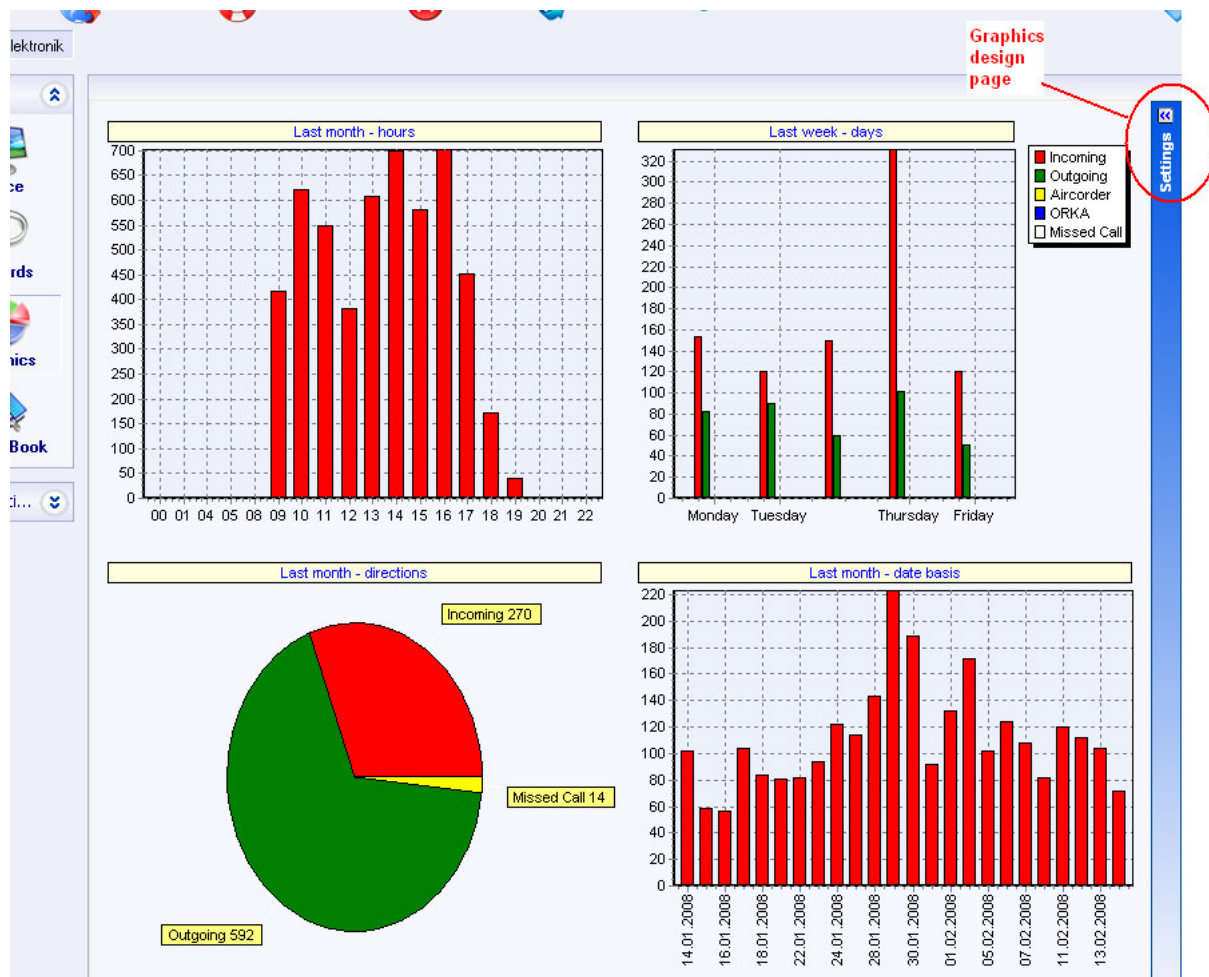 lektronik
Graphics
design
page
Settings
ce
rds
nics
Book
ti...
Last month - hours
700
650
600
550
500
450
400
350
300
250
200
150
100
50
0
00 01 04 05 08 09 10 11 12 13 14 15 16 17 18 19 20 21 22
Last week - days
320
300
280
260
240
220
200
180
160
140
120
100
80
60
40
20
0
Monday Tuesday Thursday Friday
Incoming
Outgoing
Aircorder
ORKA
Missed Call
Last month - directions
Incoming 270
Missed Call 14
Outgoing 592
Last month - date basis
220
200
180
160
140
120
100
80
60
40
20
0
14.01.2008
16.01.2008
18.01.2008
20.01.2008
22.01.2008
24.01.2008
28.01.2008
30.01.2008
01.02.2008
05.02.2008
07.02.2008
11.02.2008
13.02.2008